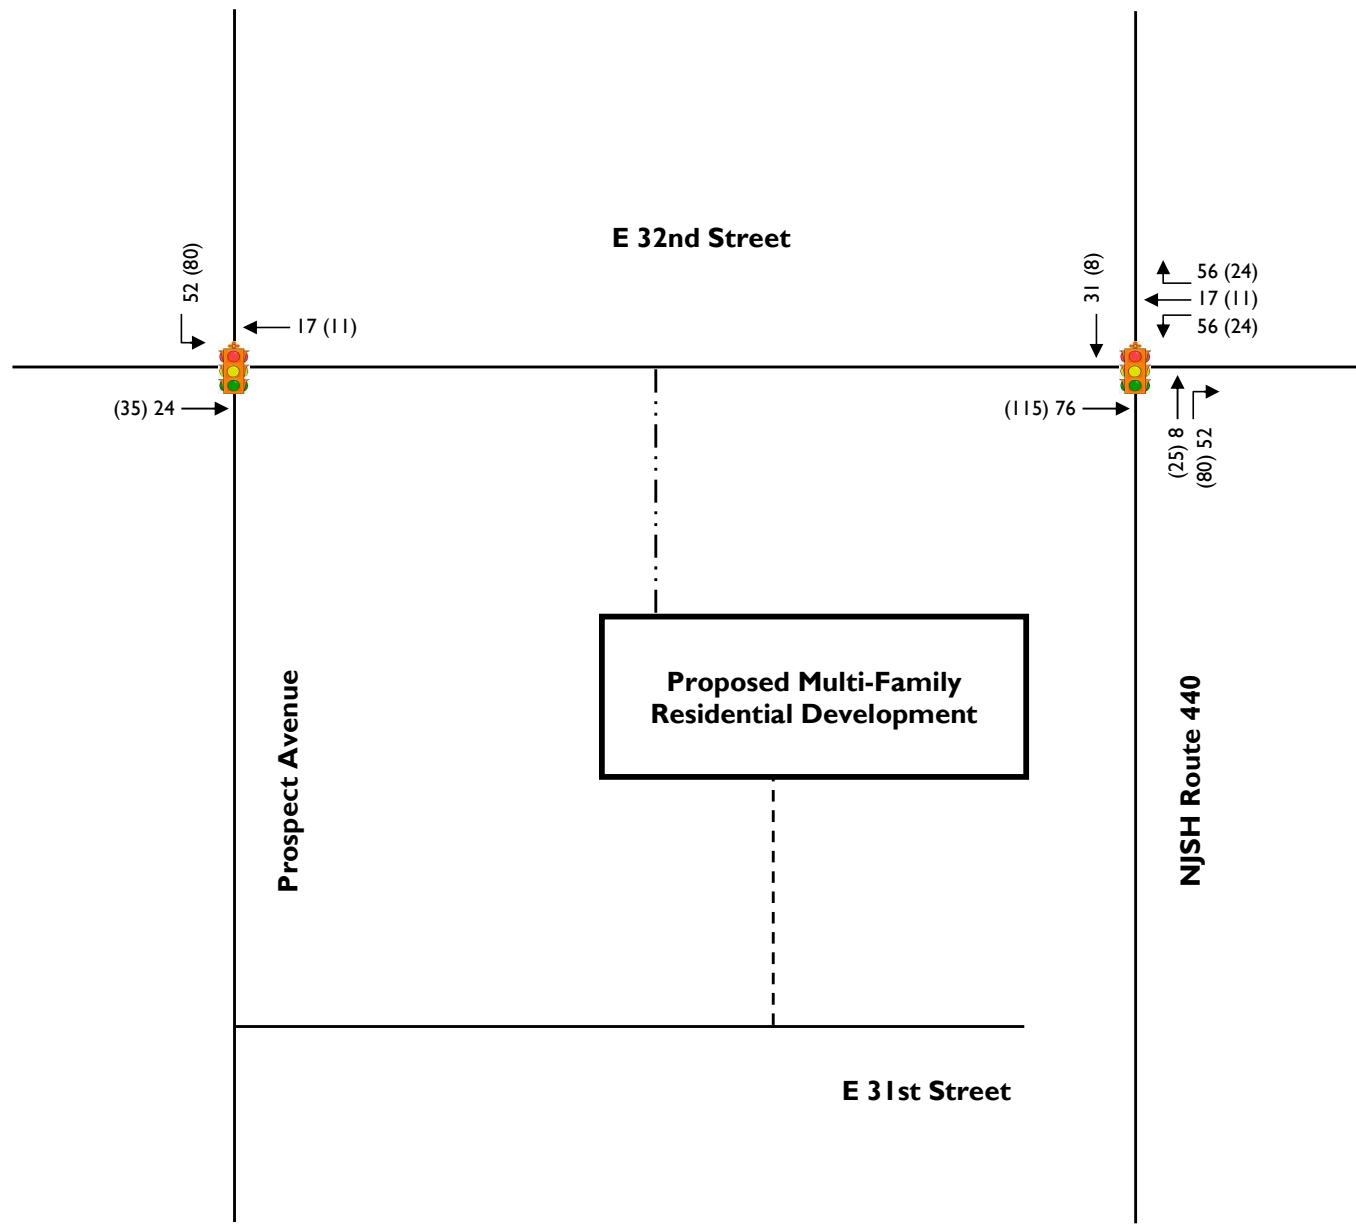 E 32nd Street
52 (80)
17 (11)
31 (8)
56 (24)
17 (11)
56 (24)
(35) 24
(115) 76
(25) 8
(80) 52
Proposed Multi-Family
Residential Development
Prospect Avenue
NJSH Route 440
E 31st Street